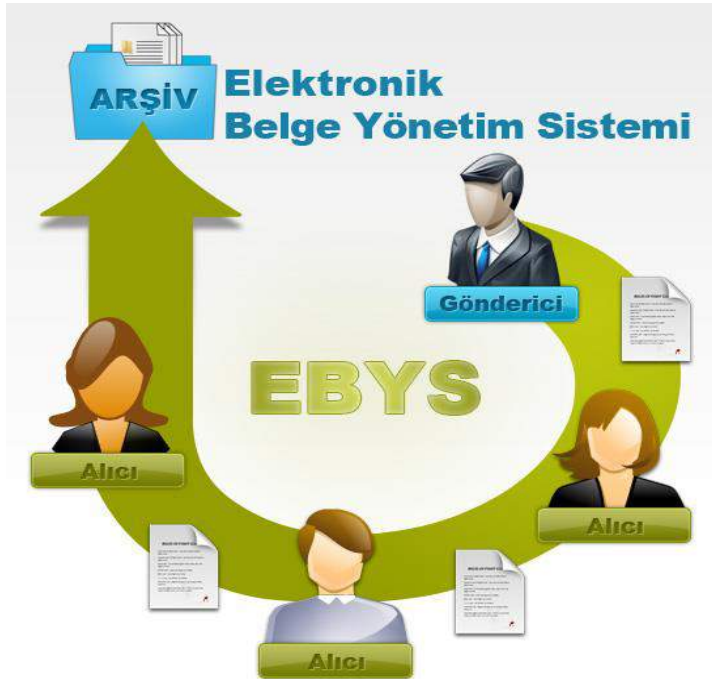 ARŞİV
Elektronik
Belge Yönetim Sistemi
Gönderici
EBYS
Alıcı
Alıcı
Alıcı